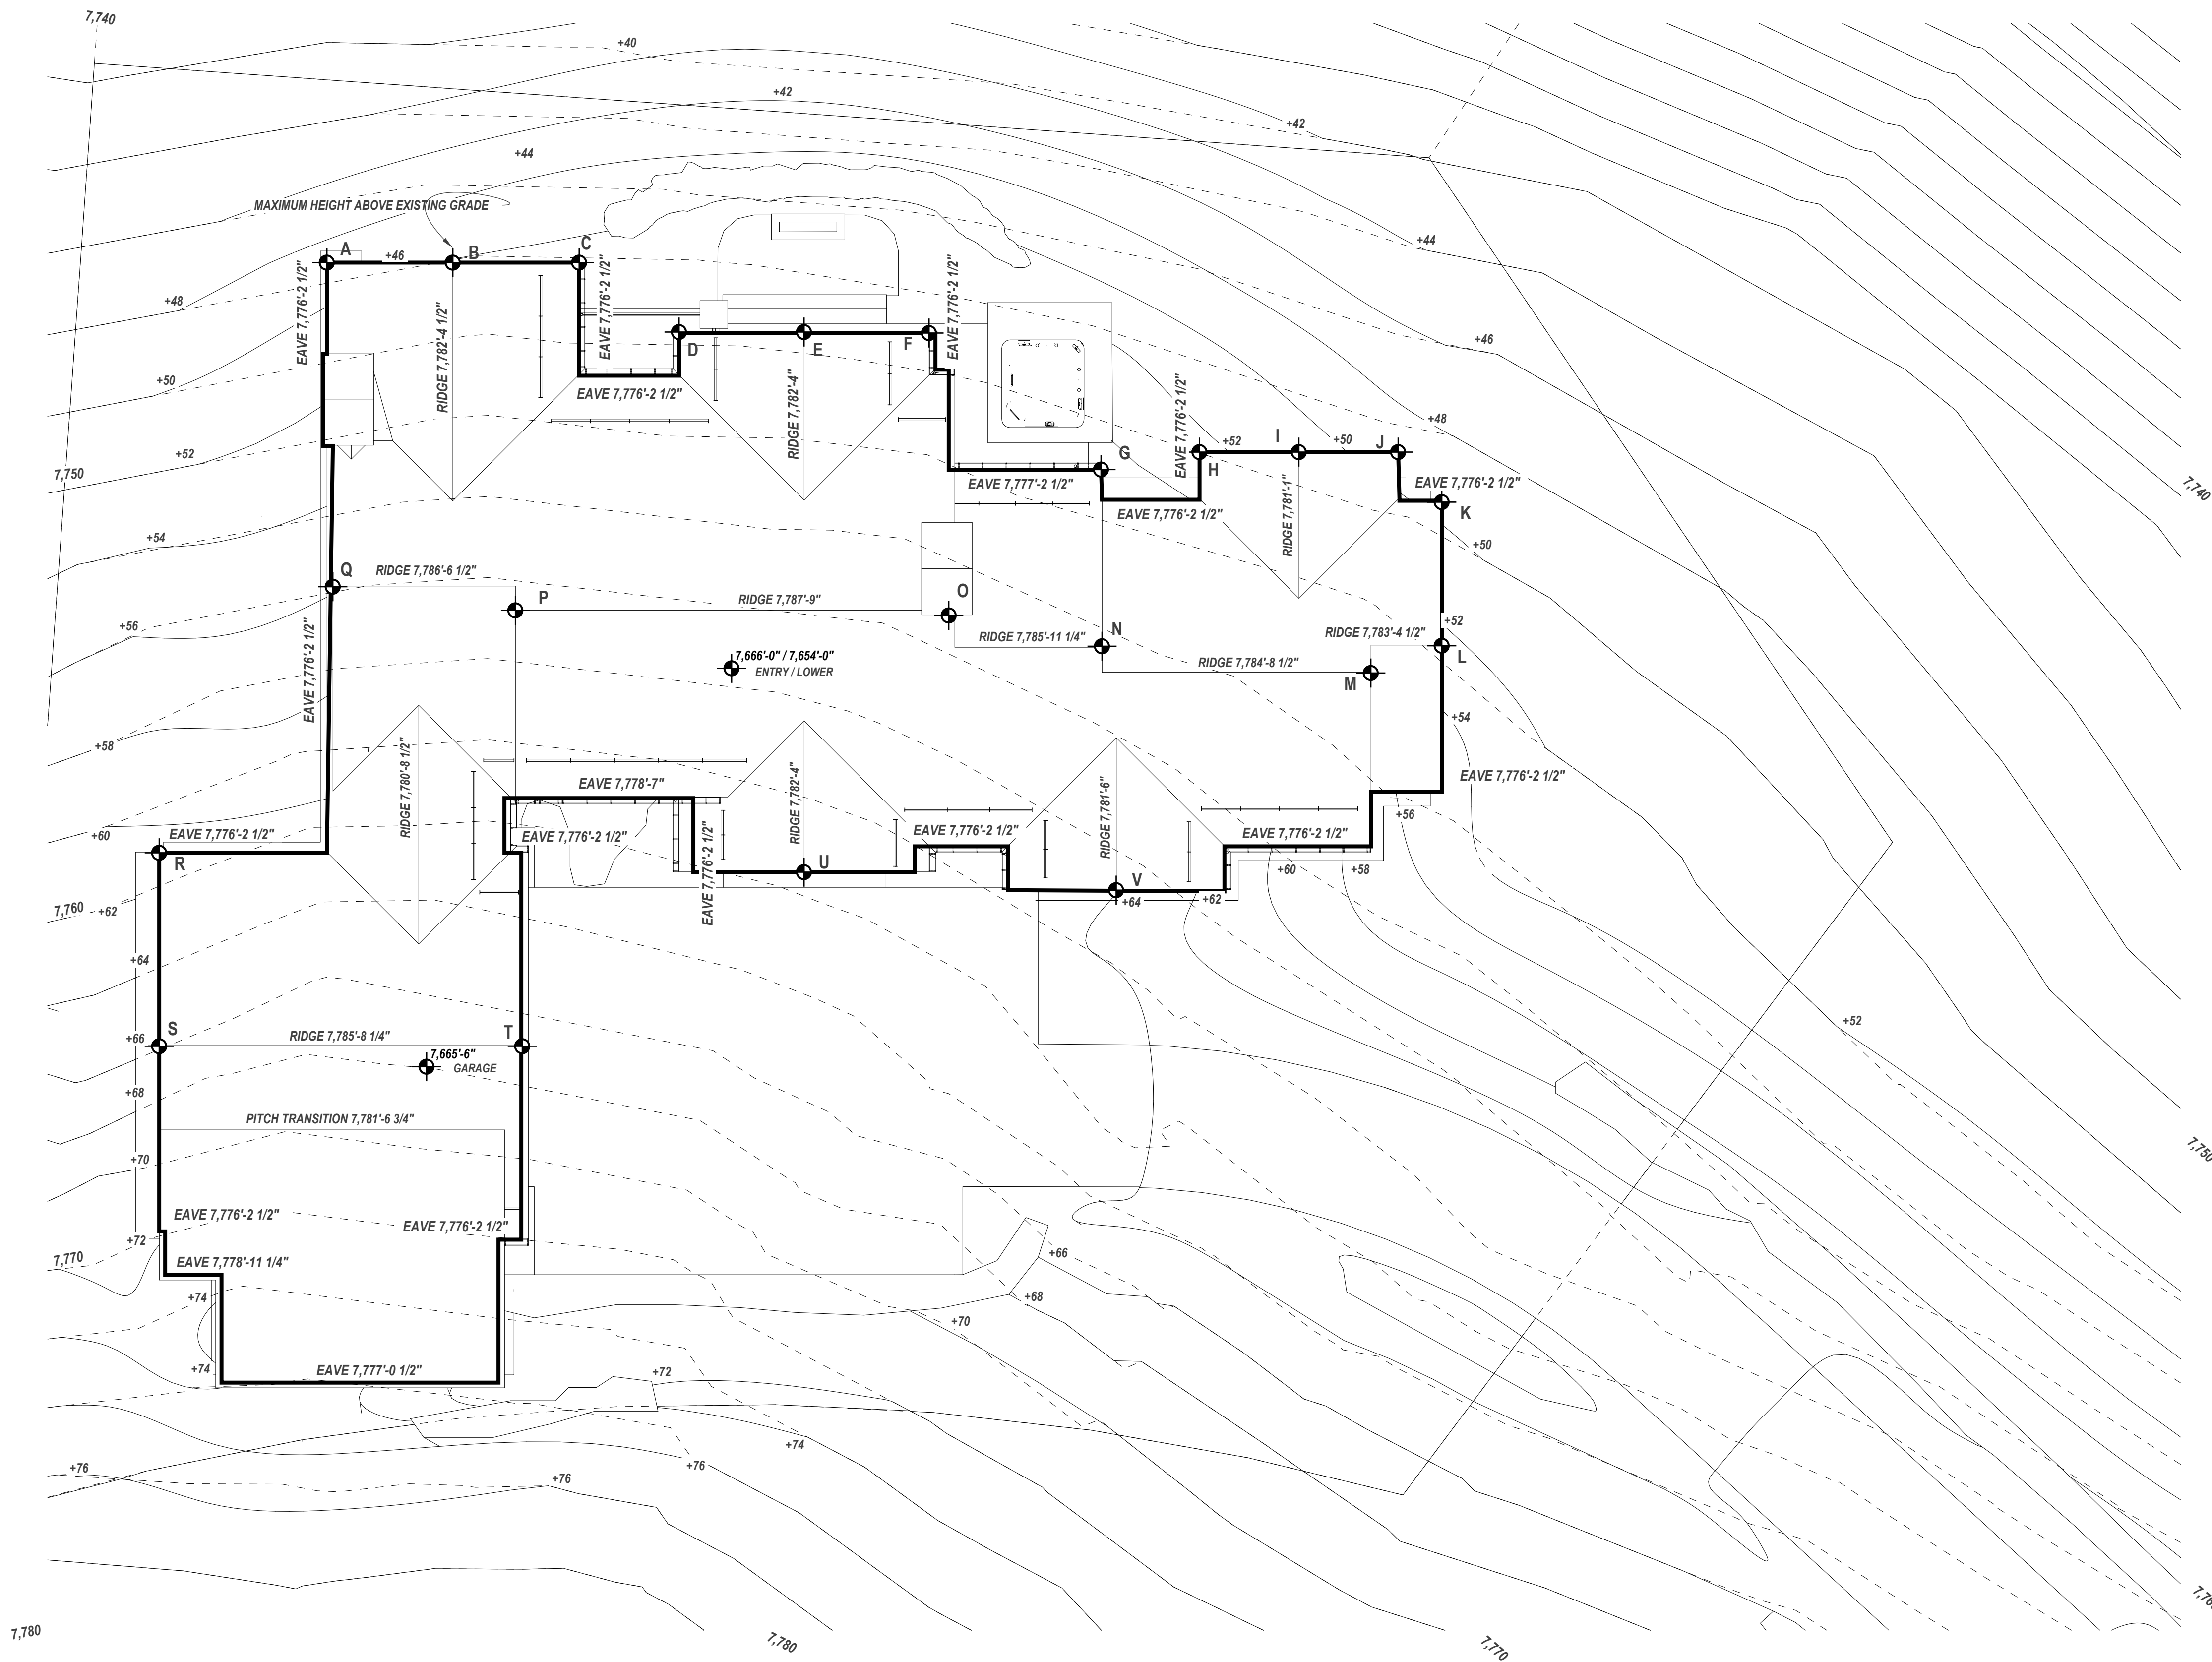 7,740
+40
+42
+42
+44
MAXIMUM HEIGHT ABOVE EXISTING GRADE
A
+46
B
C
+44
EAVE 7,776'-2 1/2"
RIDGE 7,782'-4 1/2"
EAVE 7,776'-2 1/2"
EAVE 7,776'-2 1/2"
+48
D
E
F
+46
+50
EAVE 7,776'-2 1/2"
RIDGE 7,782'-4"
EAVE 7,776'-2 1/2"
+48
+52
G
H
+52
I
+50
J
7,750
EAVE 7,777'-2 1/2"
EAVE 7,776'-2 1/2"
7,740
EAVE 7,776'-2 1/2"
RIDGE 7,781'-1"
K
+54
+50
Q
RIDGE 7,786'-6 1/2"
P
RIDGE 7,787'-9"
O
+56
EAVE 7,776'-2 1/2"
RIDGE 7,785'-11 1/4"
N
RIDGE 7,783'-4 1/2"
+52
7,666'-0" / 7,654'-0"
ENTRY / LOWER
RIDGE 7,784'-8 1/2"
M
L
+58
+54
RIDGE 7,780'-8 1/2"
EAVE 7,778'-7"
RIDGE 7,782'-4"
RIDGE 7,781'-6"
EAVE 7,776'-2 1/2"
+60
EAVE 7,776'-2 1/2"
EAVE 7,776'-2 1/2"
EAVE 7,776'-2 1/2"
EAVE 7,776'-2 1/2"
EAVE 7,776'-2 1/2"
+56
R
U
V
+60
+58
7,760
+62
+64
+62
+64
S
RIDGE 7,785'-8 1/4"
T
+66
+52
7,665'-6"
GARAGE
+68
PITCH TRANSITION 7,781'-6 3/4"
7,750
+70
EAVE 7,776'-2 1/2"
EAVE 7,776'-2 1/2"
+72
7,770
EAVE 7,778'-11 1/4"
+66
+74
+68
+70
+74
EAVE 7,777'-0 1/2"
+72
+74
+76
+76
+76
7,780
7,780
7,770